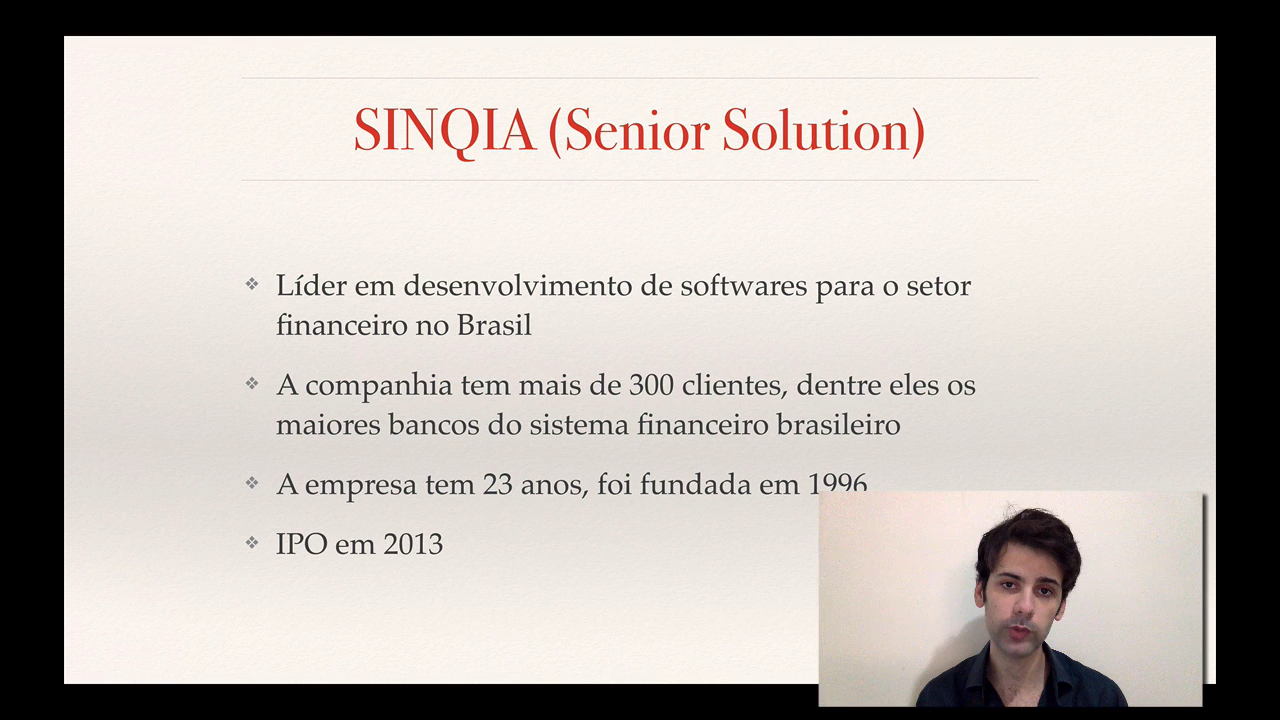 SINQIA (Senior Solution)
Líder em desenvolvimento de softwares para o setor
financeiro no Brasil
A companhia tem mais de 300 clientes, dentre eles os
maiores bancos do sistema financeiro brasileiro
A empresa tem 23 anos, foi fundada em 1996
IPO em 2013